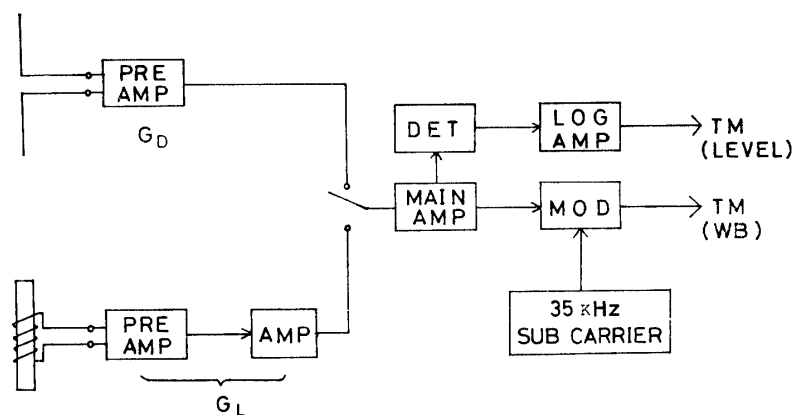 PRE
AMP
G_D
DET
LOG
AMP
TM
(LEVEL)
MAIN
AMP
MOD
TM
(WB)
PRE
AMP
AMP
35 KHz
SUB CARRIER
G_L